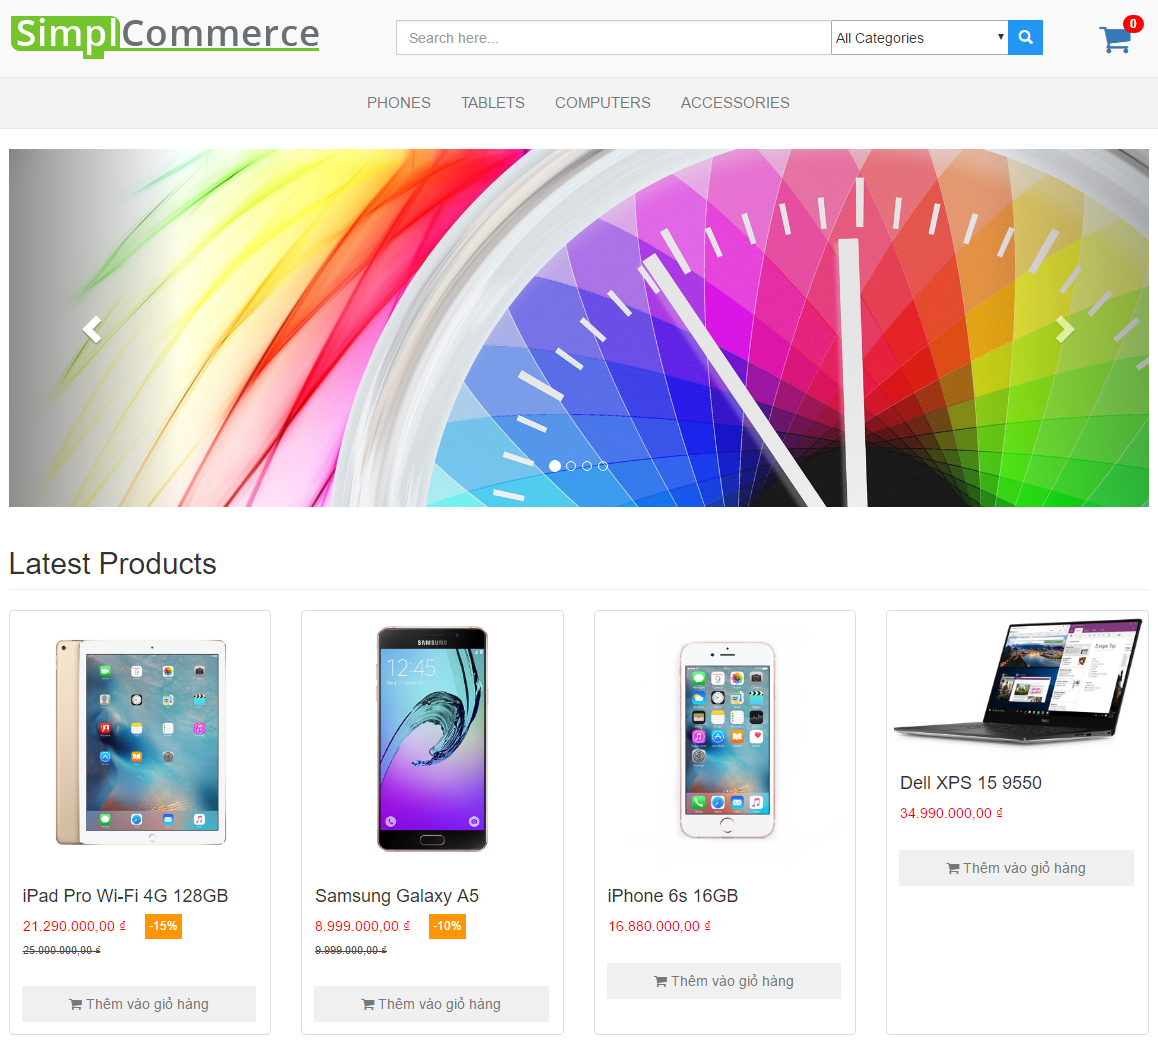 SimplCommerce
Search here...
All Categories
0
PHONES
TABLETS
COMPUTERS
ACCESSORIES
Latest Products
SAMSUNG
12:45
iPad Pro Wi-Fi 4G 128GB
21.290.000,00 ₫
-15%
25.000.000,00 ₫
Thêm vào giỏ hàng
Samsung Galaxy A5
8.999.000,00 ₫
-10%
9.999.000,00 ₫
Thêm vào giỏ hàng
iPhone 6s 16GB
16.880.000,00 ₫
Thêm vào giỏ hàng
Dell XPS 15 9550
34.990.000,00 ₫
Thêm vào giỏ hàng